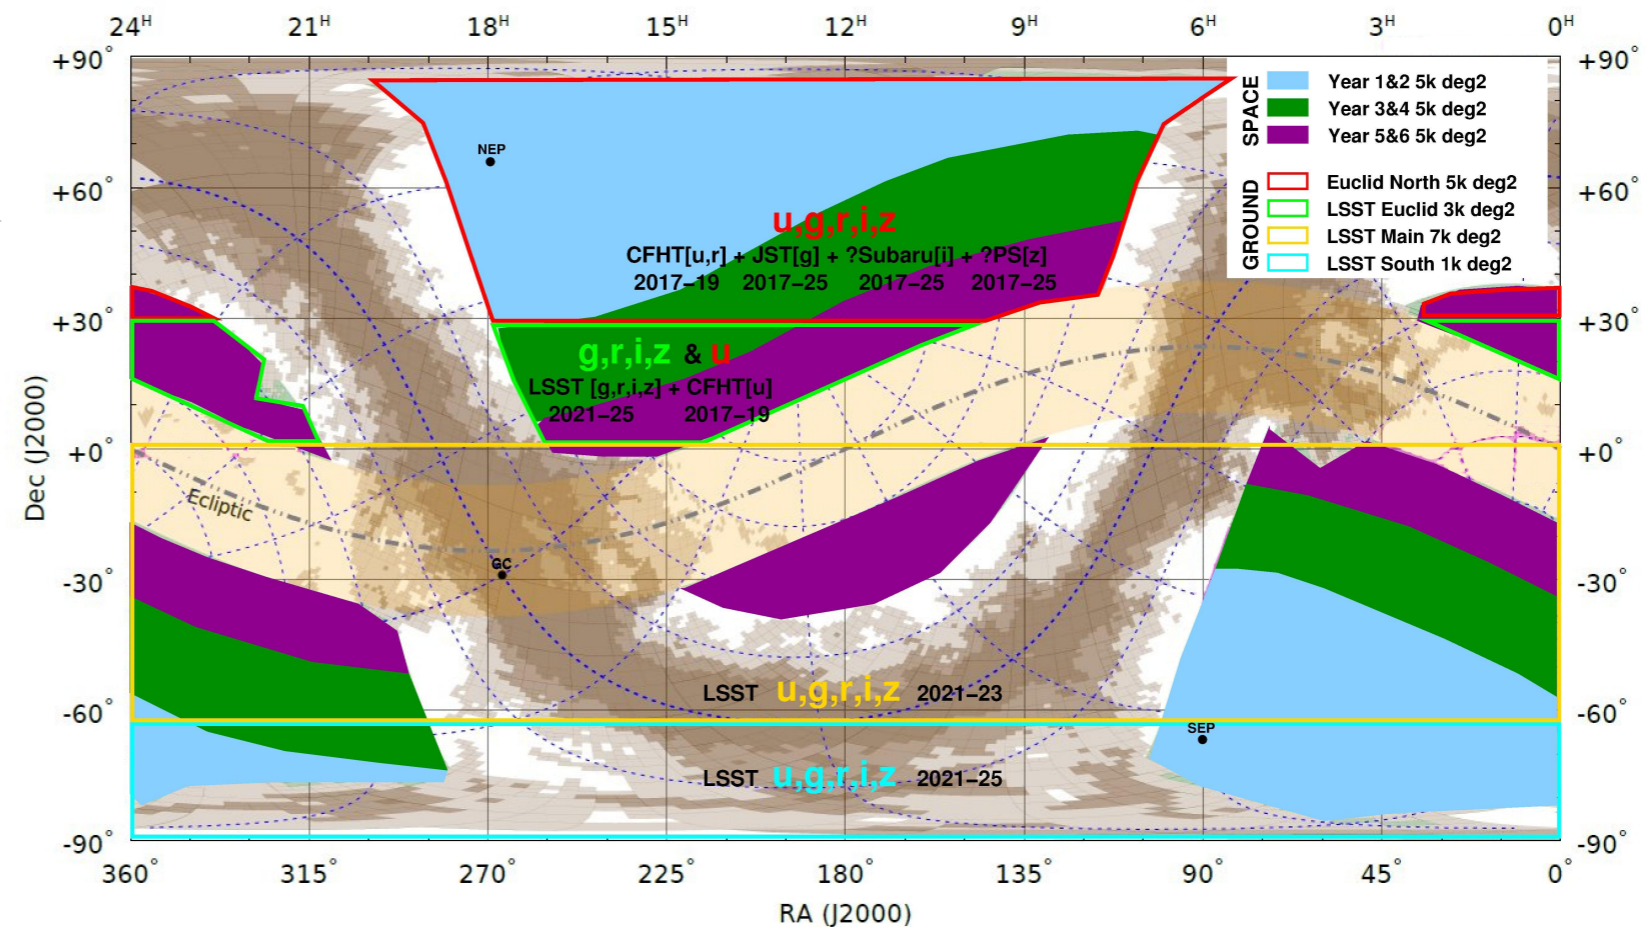 24H 21H 18H 15H 12H 9H 6H 3H 0H
+90° +90°
SPACE
Year 1&2 5k deg2
Year 3&4 5k deg2
Year 5&6 5k deg2
NEP
GROUND
Euclid North 5k deg2
LSST Euclid 3k deg2
LSST Main 7k deg2
LSST South 1k deg2
+60° +60°
u,g,r,i,z
CFHT[u,r] + JST[g] + ?Subaru[i] + ?PS[z]
2017–19 2017–25 2017–25 2017–25
+30° +30°
g,r,i,z & u
LSST [g,r,i,z] + CFHT[u]
2021–25 2017–19
Dec (J2000)
+0° +0°
Ecliptic
GC
-30° -30°
LSST u,g,r,i,z 2021–23
-60° -60°
SEP
LSST u,g,r,i,z 2021–25
-90° -90°
360° 315° 270° 225° 180° 135° 90° 45° 0°
RA (J2000)